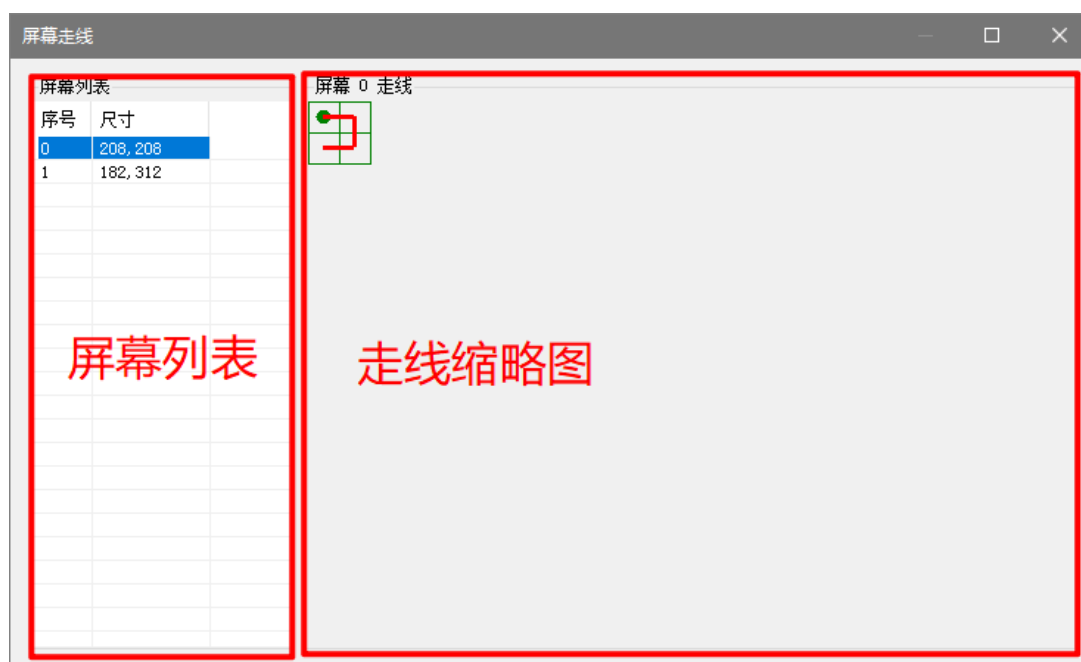 屏幕走线
屏幕列表
序号 尺寸
0 208, 208
1 182, 312
屏幕列表
屏幕 0 走线
走线缩略图